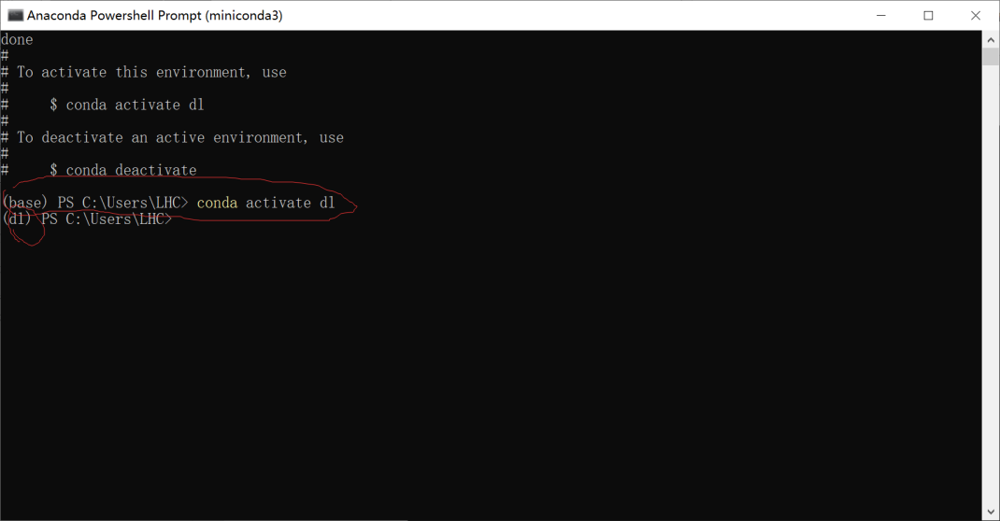 Anaconda Powershell Prompt (miniconda3)
done
#
# To activate this environment, use
#
#     $ conda activate dl
#
# To deactivate an active environment, use
#
#     $ conda deactivate
(base) PS C:\Users\LHC> conda activate dl
(dl) PS C:\Users\LHC>